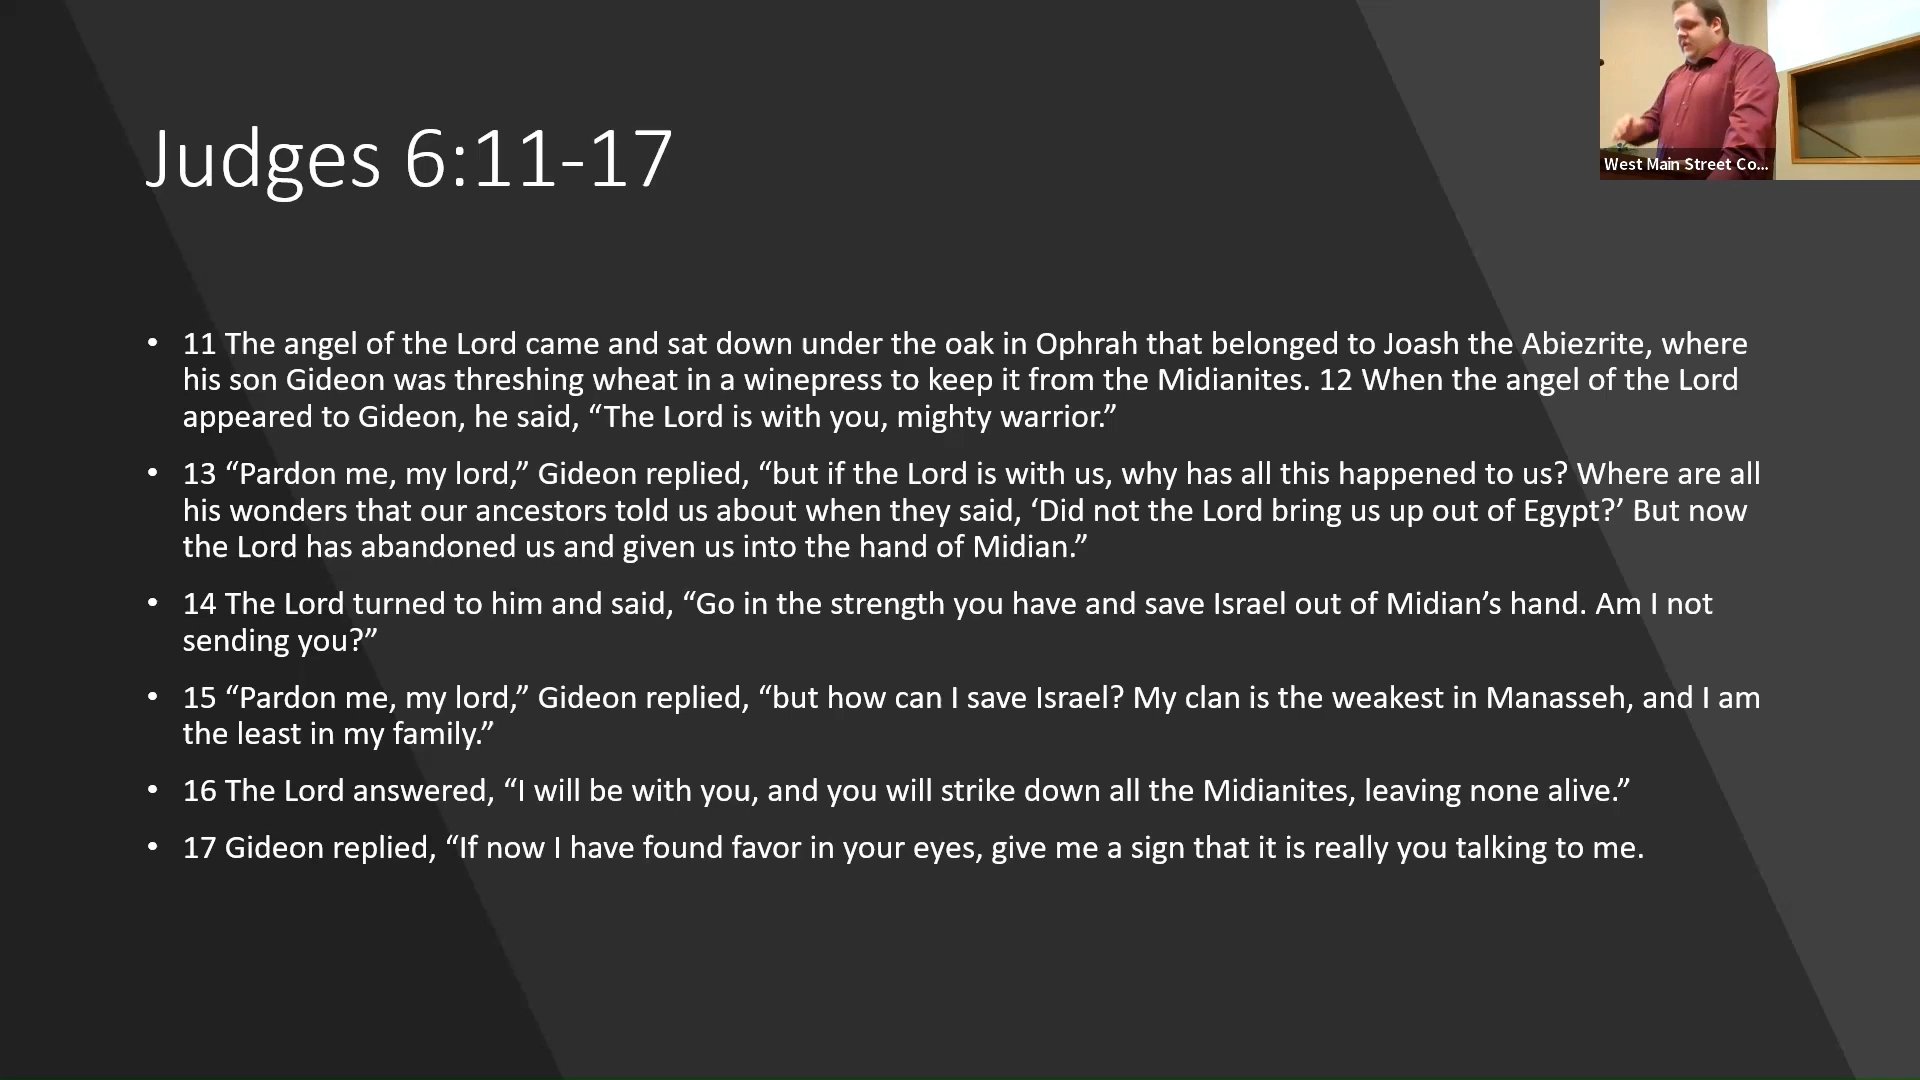 Judges 6:11-17
West Main Street Co...
• 11 The angel of the Lord came and sat down under the oak in Ophrah that belonged to Joash the Abiezrite, where
his son Gideon was threshing wheat in a winepress to keep it from the Midianites. 12 When the angel of the Lord
appeared to Gideon, he said, “The Lord is with you, mighty warrior.”
• 13 “Pardon me, my lord,” Gideon replied, “but if the Lord is with us, why has all this happened to us? Where are all
his wonders that our ancestors told us about when they said, ‘Did not the Lord bring us up out of Egypt?’ But now
the Lord has abandoned us and given us into the hand of Midian.”
• 14 The Lord turned to him and said, “Go in the strength you have and save Israel out of Midian’s hand. Am I not
sending you?”
• 15 “Pardon me, my lord,” Gideon replied, “but how can I save Israel? My clan is the weakest in Manasseh, and I am
the least in my family.”
• 16 The Lord answered, “I will be with you, and you will strike down all the Midianites, leaving none alive.”
• 17 Gideon replied, “If now I have found favor in your eyes, give me a sign that it is really you talking to me.